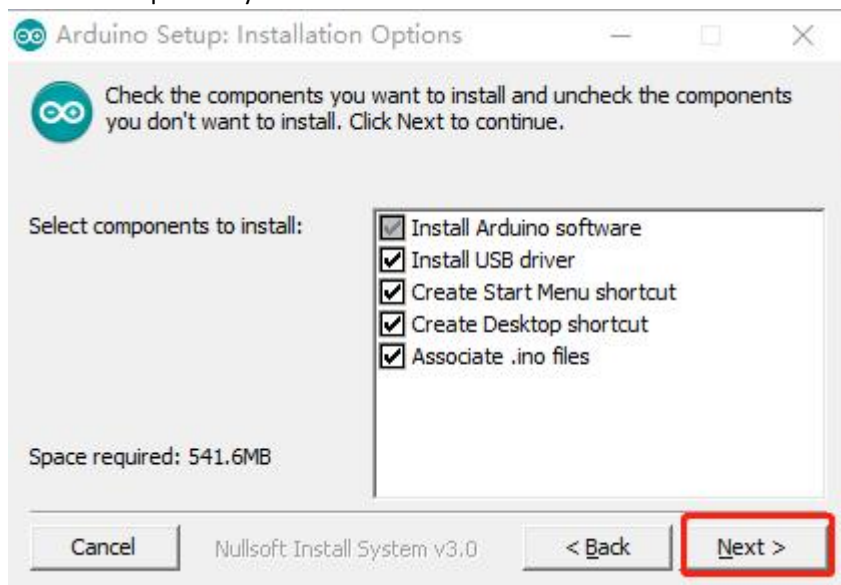 Arduino Setup: Installation Options
Check the components you want to install and uncheck the components
you don't want to install. Click Next to continue.
Select components to install:
Install Arduino software
Install USB driver
Create Start Menu shortcut
Create Desktop shortcut
Associate .ino files
Space required: 541.6MB
Cancel
Nullsoft Install System v3.0
< Back
Next >